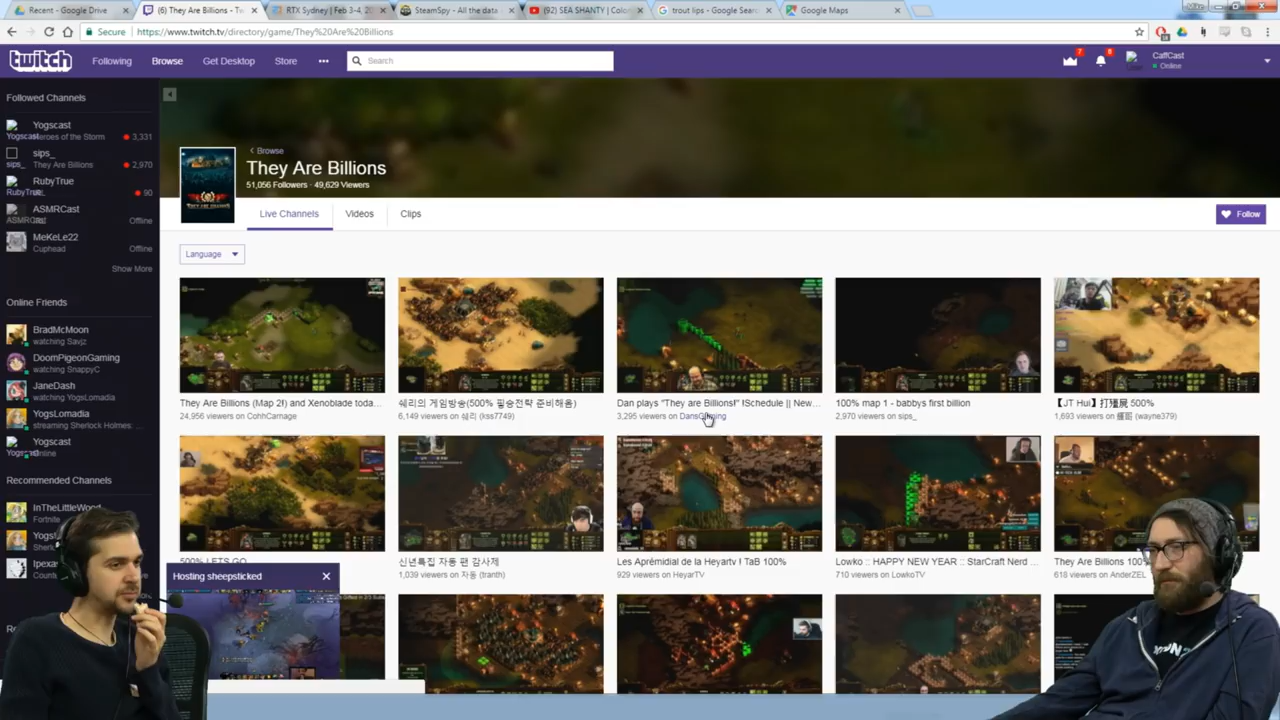 Recent - Google Drive
(6) They Are Billions - Tw
RTX Sydney | Feb 3-4, 20
SteamSpy - All the data
(92) SEA SHANTY | Colo
trout lips - Google Sear
Google Maps
Secure
https://www.twitch.tv/directory/game/They%20Are%20Billions
twitch
Following
Browse
Get Desktop
Store
Search
7
6
CaffCast
Online
Followed Channels
Yogscast
Heroes of the Storm
3,331
sips_
They Are Billions
2,970
RubyTrue
90
ASMRCast
Offline
MeKeLe22
Cuphead
Offline
Show More
Online Friends
BradMcMoon
watching Savjz
DoomPigeonGaming
watching SnappyC
JaneDash
watching YogsLomadia
YogsLomadia
streaming Sherlock Holmes: ...
Yogscast
Online
Recommended Channels
InTheLittleWood
Fortnite
Browse
They Are Billions
51,056 Followers · 49,629 Viewers
Live Channels
Videos
Clips
Follow
Language
They Are Billions (Map 2!) and Xenoblade toda...
24,956 viewers on CohhCarnage
쉐리의 게임방송(500% 필승전략 준비해옴)
6,149 viewers on 쉐리 (kss7749)
Dan plays "They are Billions!" !Schedule || New...
3,295 viewers on DansGaming
100% map 1 - babbys first billion
2,970 viewers on sips_
【JT Hui】打殭屍 500%
1,693 viewers on (wayne379)
500% LETS GO
신년특집 자동 팬 감사제
1,039 viewers on 자동 (tranth)
Les Aprémidial de la Heyartv ! TaB 100%
929 viewers on HeyarTV
Lowko :: HAPPY NEW YEAR :: StarCraft Nerd ...
710 viewers on LowkoTV
They Are Billions 100%
618 viewers on AnderZEL
Hosting sheepsticked